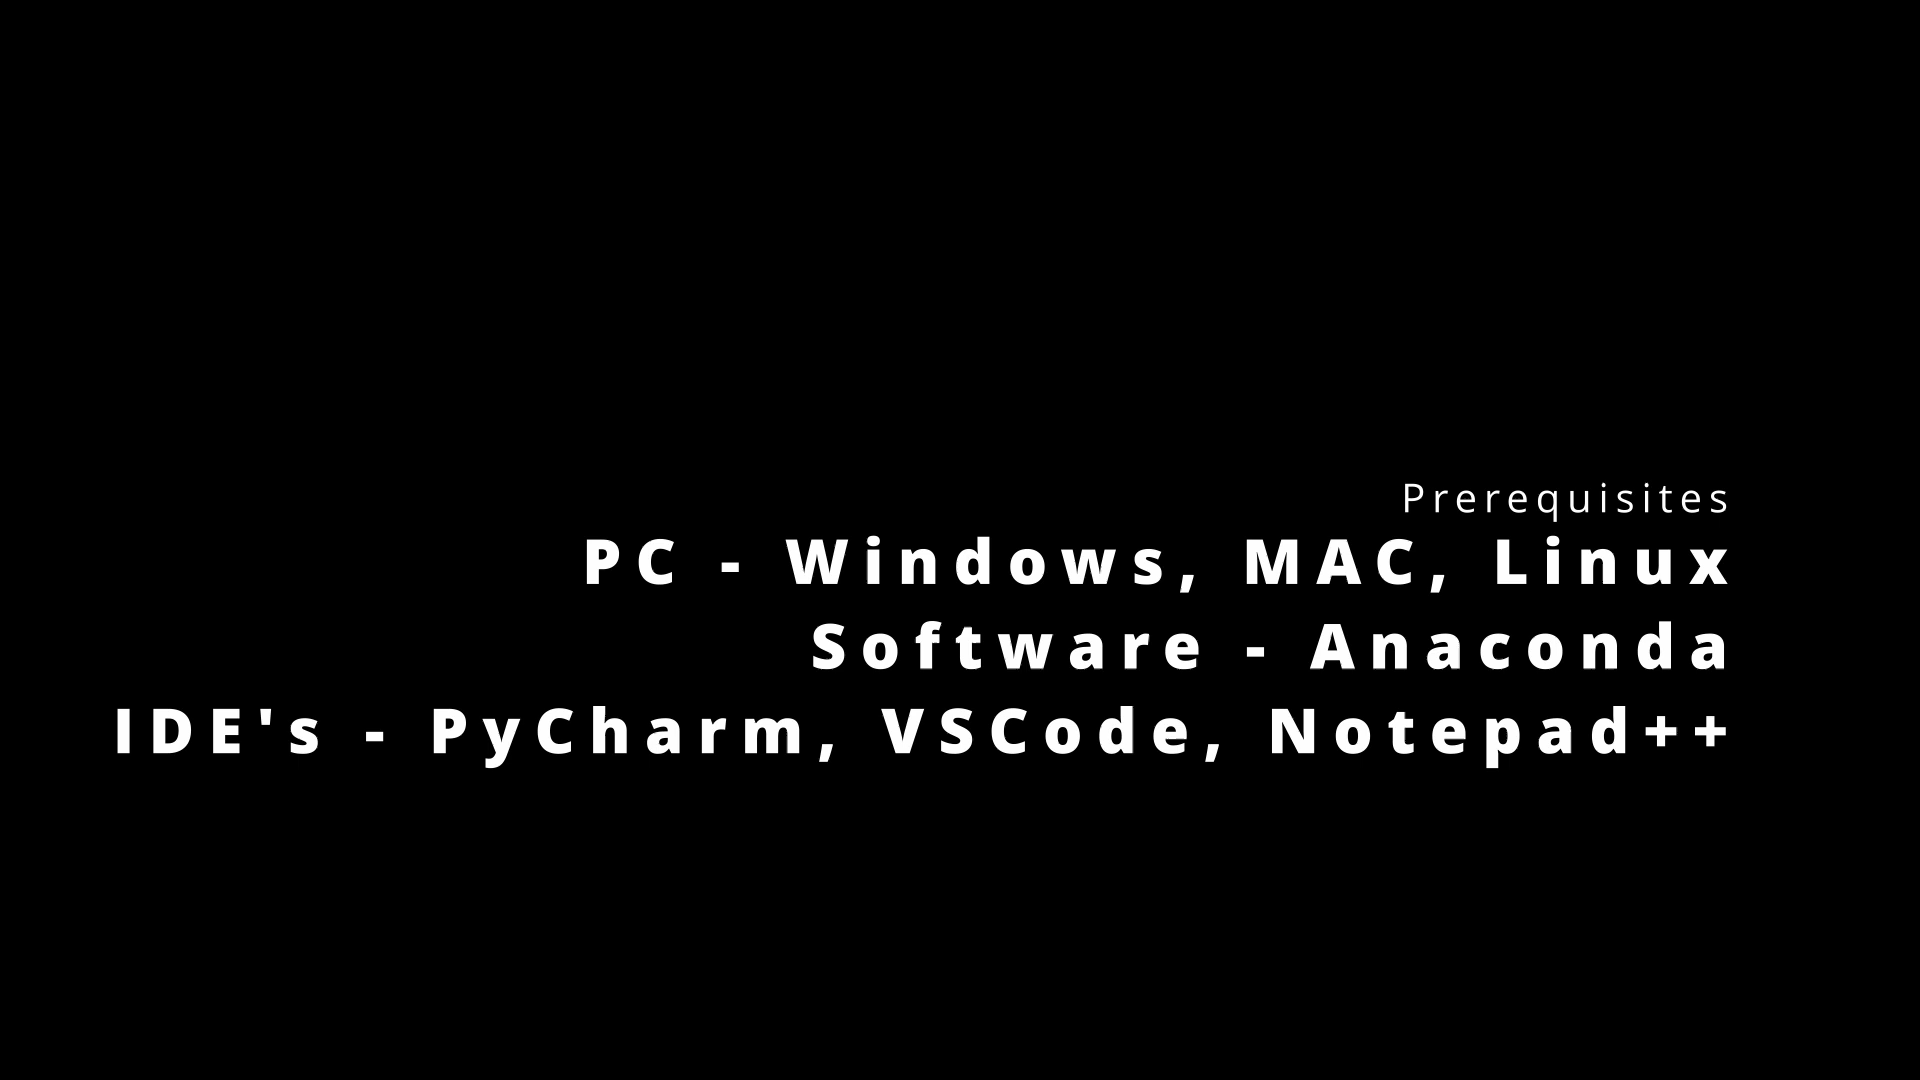 Prerequisites
PC - Windows, MAC, Linux
Software - Anaconda
IDE's - PyCharm, VSCode, Notepad++